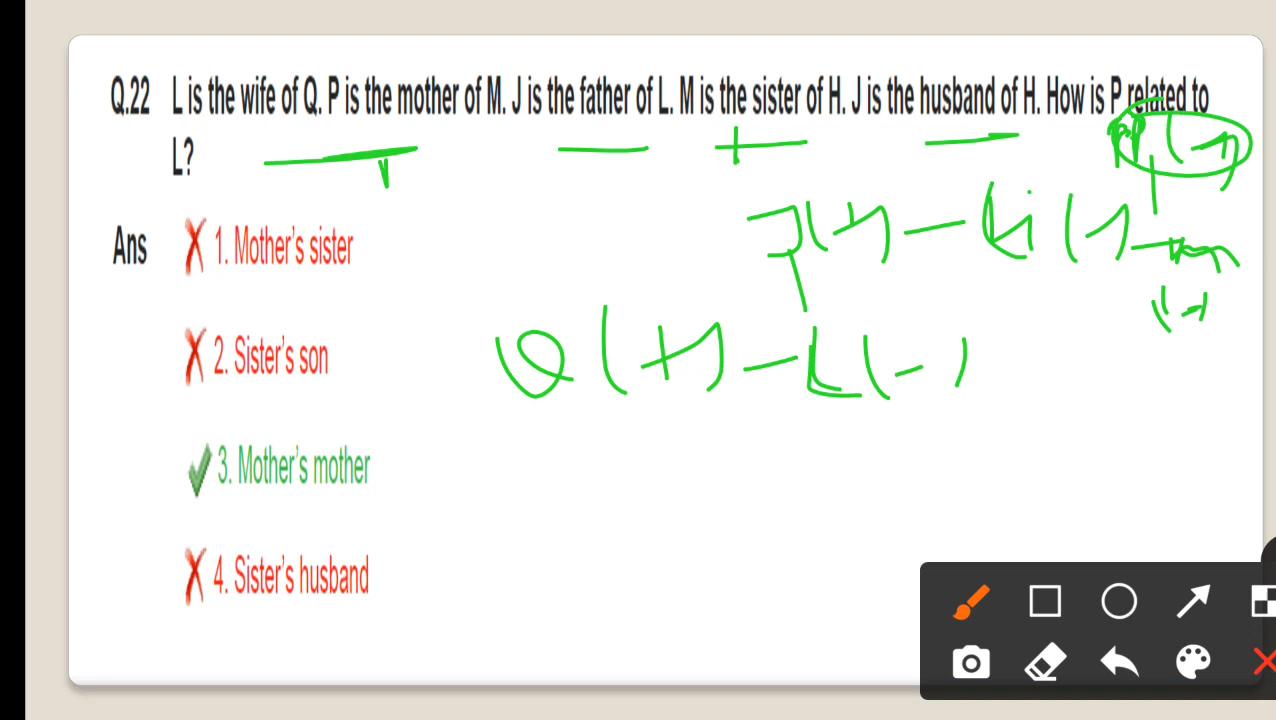 Q.22 L is the wife of Q. P is the mother of M. J is the father of L. M is the sister of H. J is the husband of H. How is P related to
L?
Ans 1. Mother's sister
2. Sister's son
3. Mother's mother
4. Sister's husband
P (-)
J (+) — H (-) — m
(-)
Q (+) — L (-)